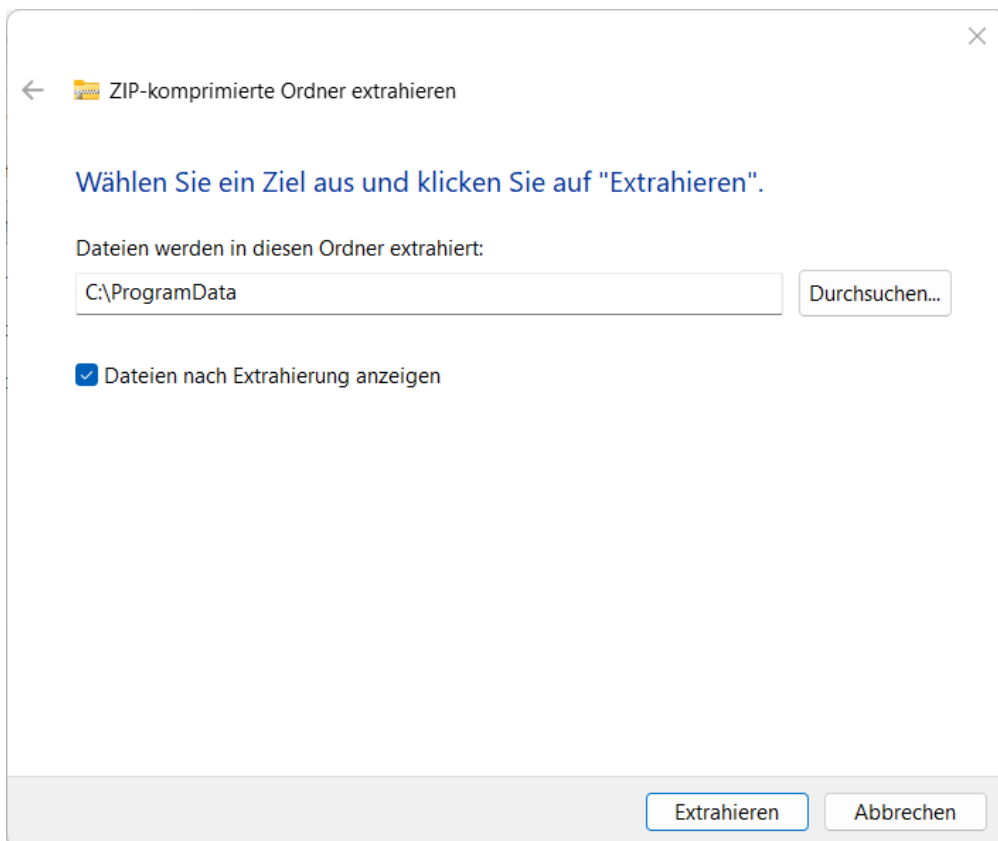 ZIP-komprimierte Ordner extrahieren
Wählen Sie ein Ziel aus und klicken Sie auf "Extrahieren".
Dateien werden in diesen Ordner extrahiert:
C:\ProgramData
Durchsuchen...
Dateien nach Extrahierung anzeigen
Extrahieren
Abbrechen